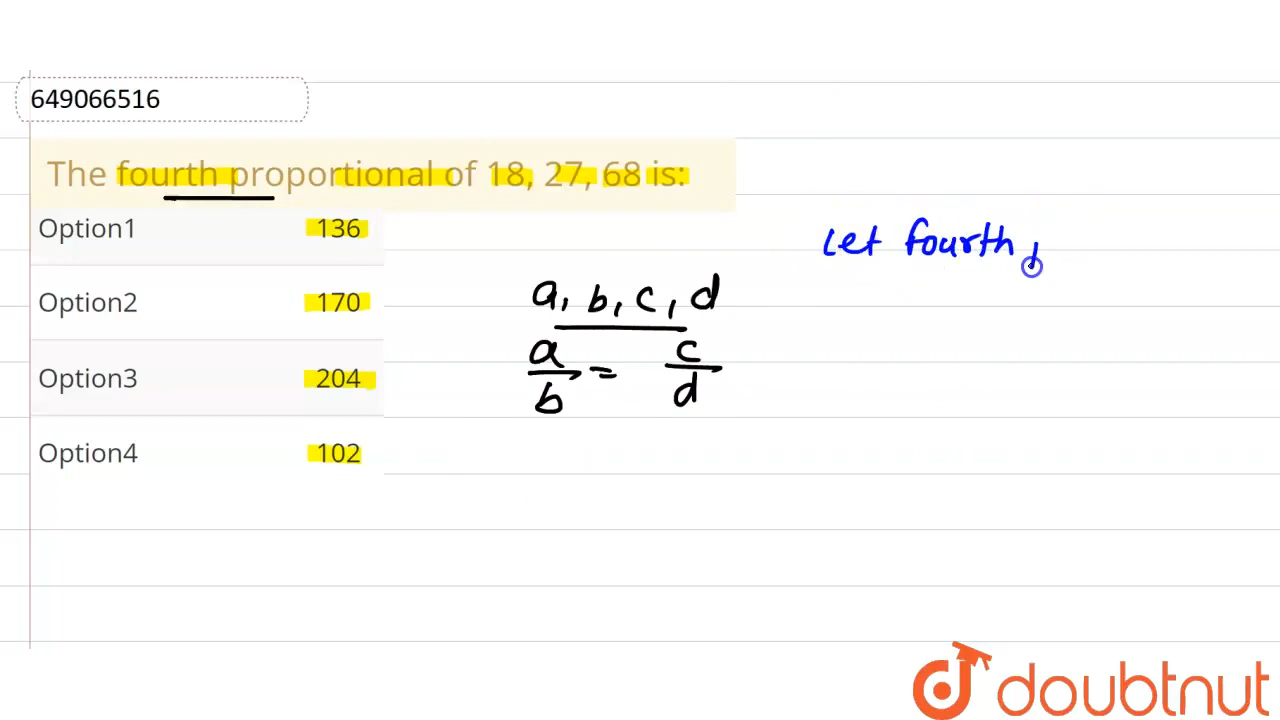 649066516
The fourth proportional of 18, 27, 68 is:
Option1 136
Let fourth
Option2 170
a, b, c, d
a/b = c/d
Option3 204
Option4 102
doubtnut